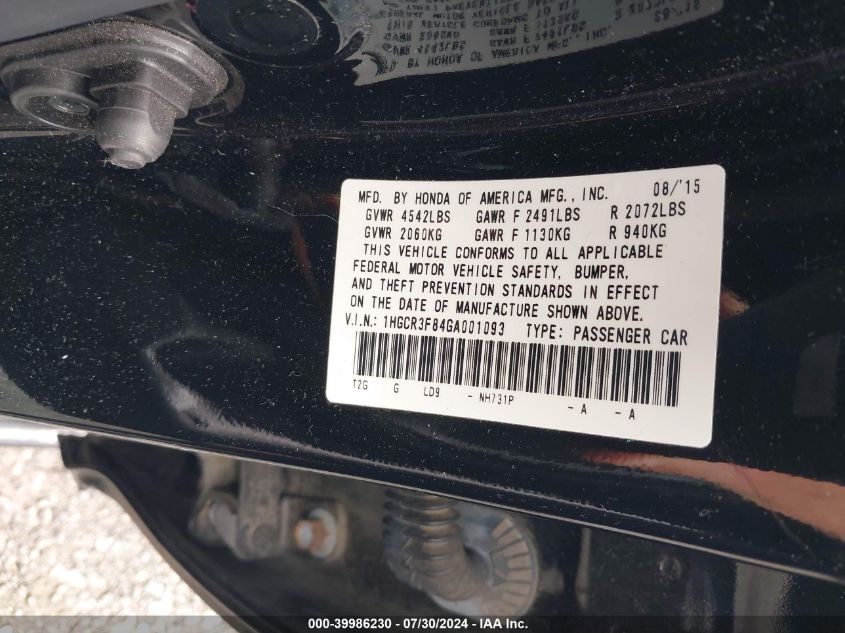 MFD. BY HONDA OF AMERICA MFG., INC. 08/'15
GVWR 4542LBS GAWR F 2491LBS R 2072LBS
GVWR 2060KG GAWR F 1130KG R 940KG
THIS VEHICLE CONFORMS TO ALL APPLICABLE
FEDERAL MOTOR VEHICLE SAFETY, BUMPER,
AND THEFT PREVENTION STANDARDS IN EFFECT
ON THE DATE OF MANUFACTURE SHOWN ABOVE.
V.I.N.: 1HGCR3F84GA001093 TYPE: PASSENGER CAR
T2G G LD9 - NH731P - A - A
000-39986230 - 07/30/2024 - IAA Inc.